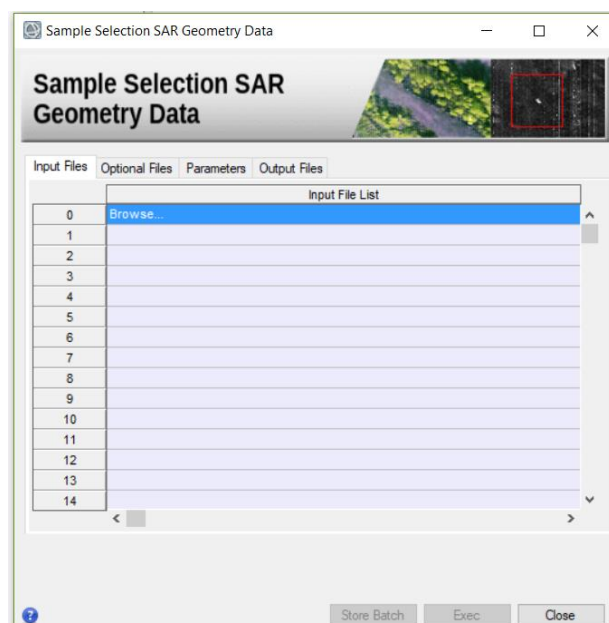 Sample Selection SAR Geometry Data
Sample Selection SAR
Geometry Data
Input Files Optional Files Parameters Output Files
Input File List
0 Browse...
1
2
3
4
5
6
7
8
9
10
11
12
13
14
Store Batch Exec Close